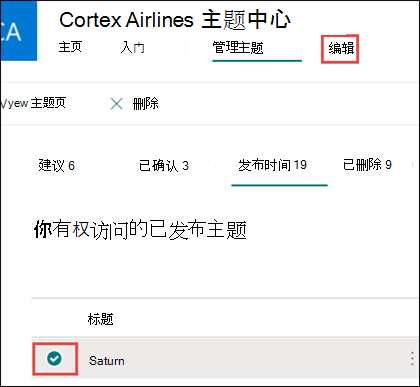 CA
Cortex Airlines 主题中心
主页 入门 管理主题 编辑
yew 主题页 删除
建议 6 已确认 3 发布时间 19 已删除 9
你有权访问的已发布主题
标题
Saturn